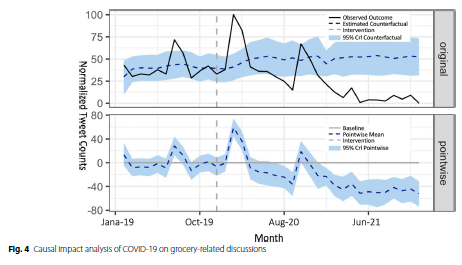 100
75
50
25
0
Normalized Tweet Counts
Observed Outcome
Estimated Counterfactual
Intervention
95% CrI Counterfactual
original
80
40
0
-40
-80
Baseline
Pointwise Mean
Intervention
95% CrI Pointwise
pointwise
Jana-19
Oct-19
Aug-20
Jun-21
Month
Fig. 4 Causal impact analysis of COVID-19 on grocery-related discussions